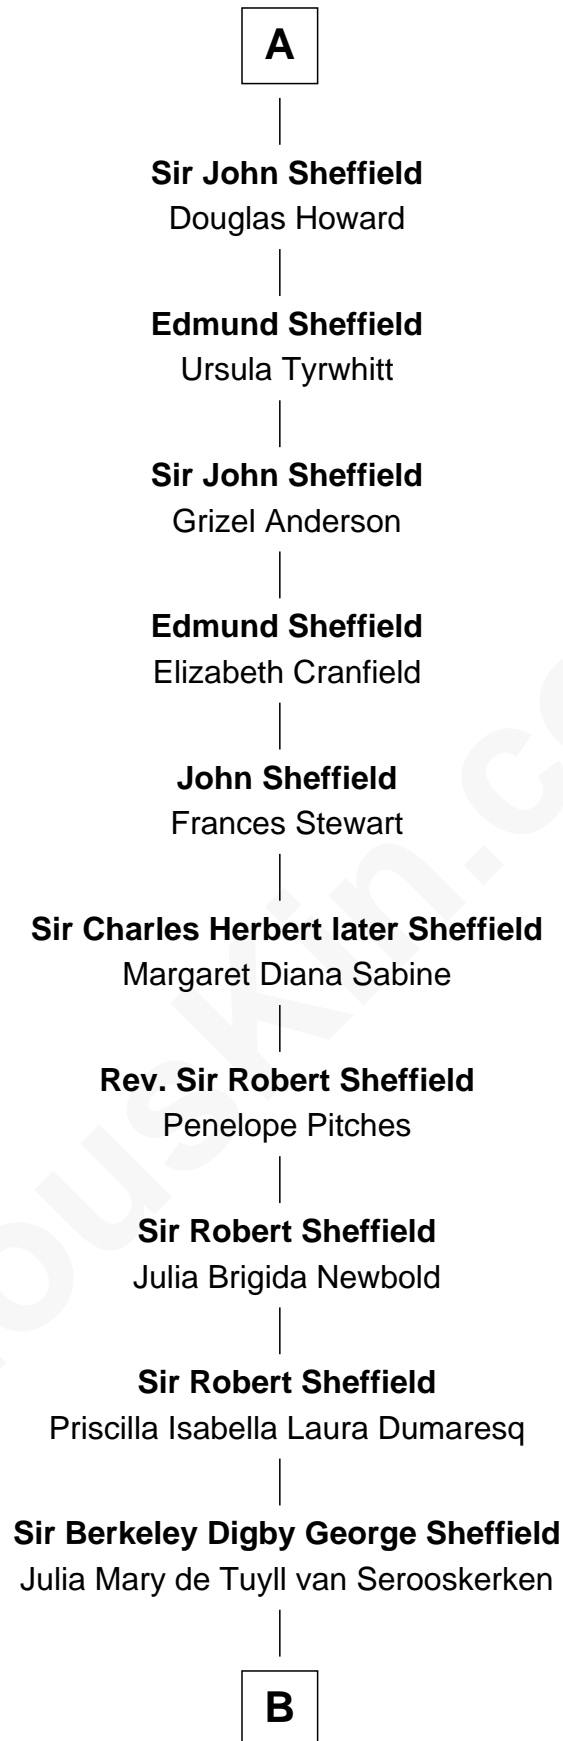 A
Sir John Sheffield
Douglas Howard
Edmund Sheffield
Ursula Tyrwhitt
Sir John Sheffield
Grizel Anderson
Edmund Sheffield
Elizabeth Cranfield
John Sheffield
Frances Stewart
Sir Charles Herbert later Sheffield
Margaret Diana Sabine
Rev. Sir Robert Sheffield
Penelope Pitches
Sir Robert Sheffield
Julia Brigida Newbold
Sir Robert Sheffield
Priscilla Isabella Laura Dumaresq
Sir Berkeley Digby George Sheffield
Julia Mary de Tuyll van Serooskerken
B